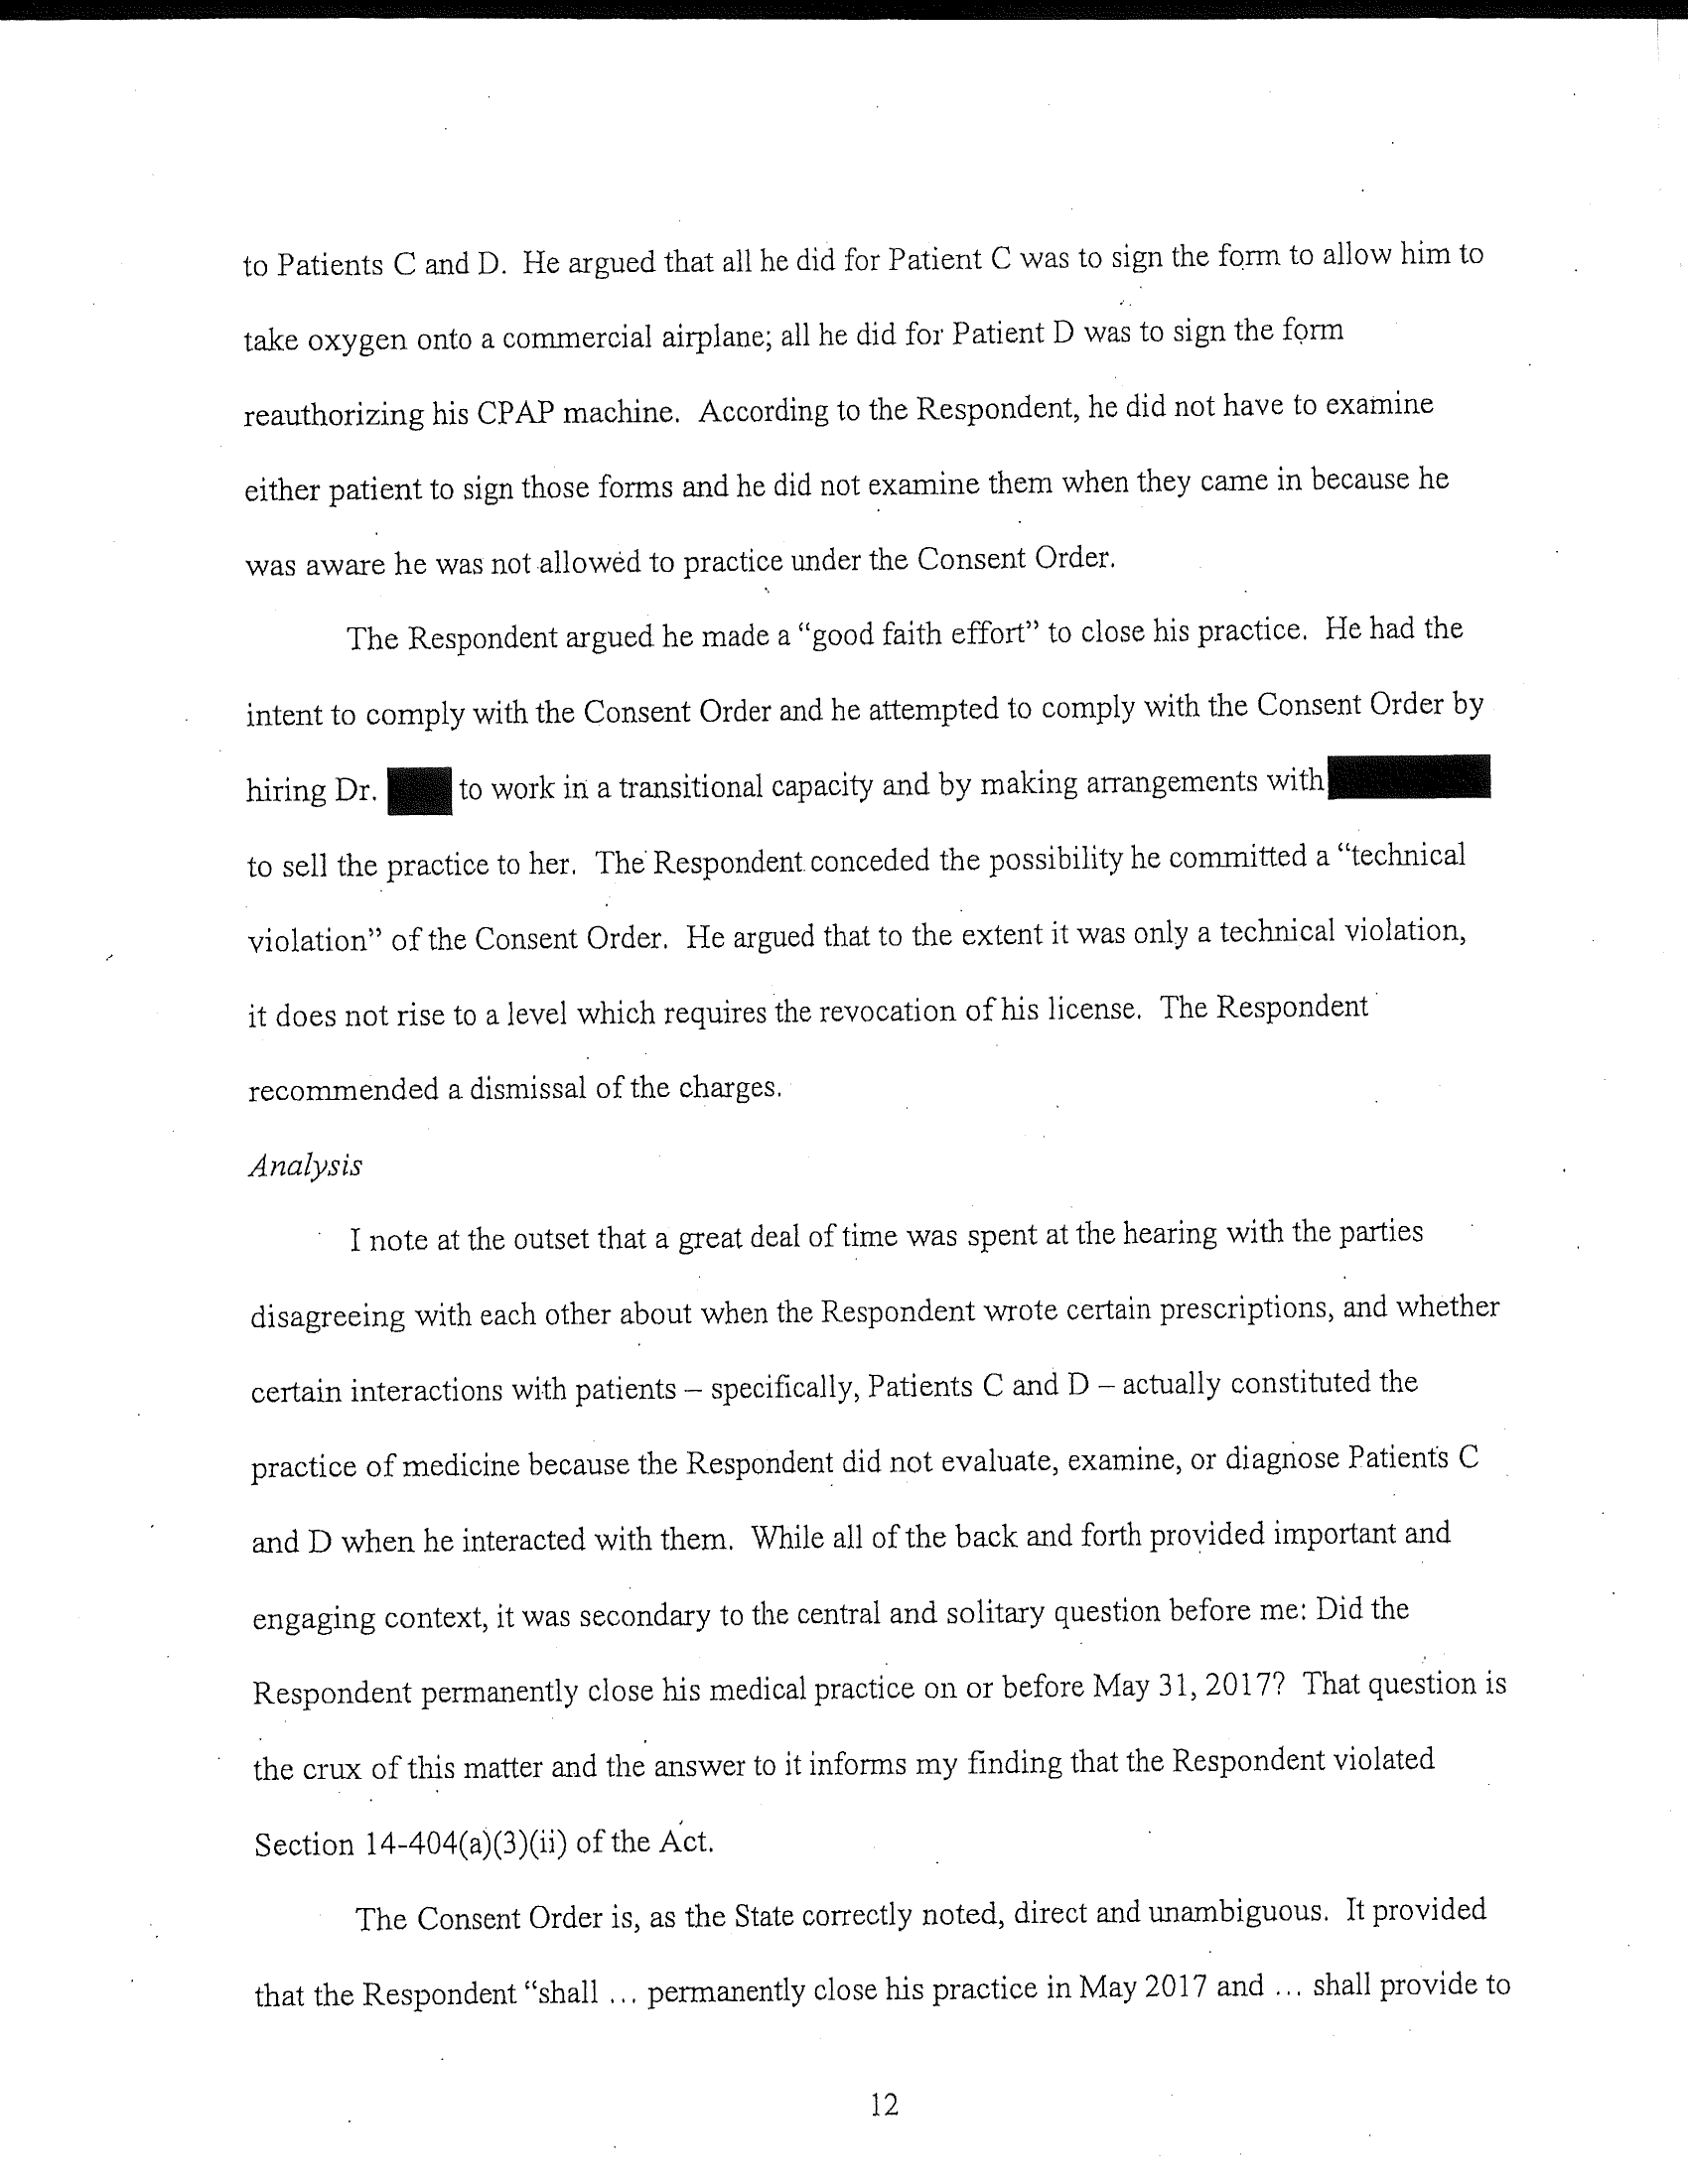 to Patients C and D. He argued that all he did for Patient C was to sign the form to allow him to
take oxygen onto a commercial airplane; all he did for Patient D was to sign the form
reauthorizing his CPAP machine. According to the Respondent, he did not have to examine
either patient to sign those forms and he did not examine them when they came in because he
was aware he was not allowed to practice under the Consent Order.
The Respondent argued he made a “good faith effort” to close his practice. He had the
intent to comply with the Consent Order and he attempted to comply with the Consent Order by
hiring Dr. to work in a transitional capacity and by making arrangements with
to sell the practice to her. The Respondent conceded the possibility he committed a “technical
violation” of the Consent Order. He argued that to the extent it was only a technical violation,
it does not rise to a level which requires the revocation of his license. The Respondent
recommended a dismissal of the charges.
Analysis
I note at the outset that a great deal of time was spent at the hearing with the parties
disagreeing with each other about when the Respondent wrote certain prescriptions, and whether
certain interactions with patients – specifically, Patients C and D – actually constituted the
practice of medicine because the Respondent did not evaluate, examine, or diagnose Patients C
and D when he interacted with them. While all of the back and forth provided important and
engaging context, it was secondary to the central and solitary question before me: Did the
Respondent permanently close his medical practice on or before May 31, 2017? That question is
the crux of this matter and the answer to it informs my finding that the Respondent violated
Section 14-404(a)(3)(ii) of the Act.
The Consent Order is, as the State correctly noted, direct and unambiguous. It provided
that the Respondent “shall ... permanently close his practice in May 2017 and ... shall provide to
12